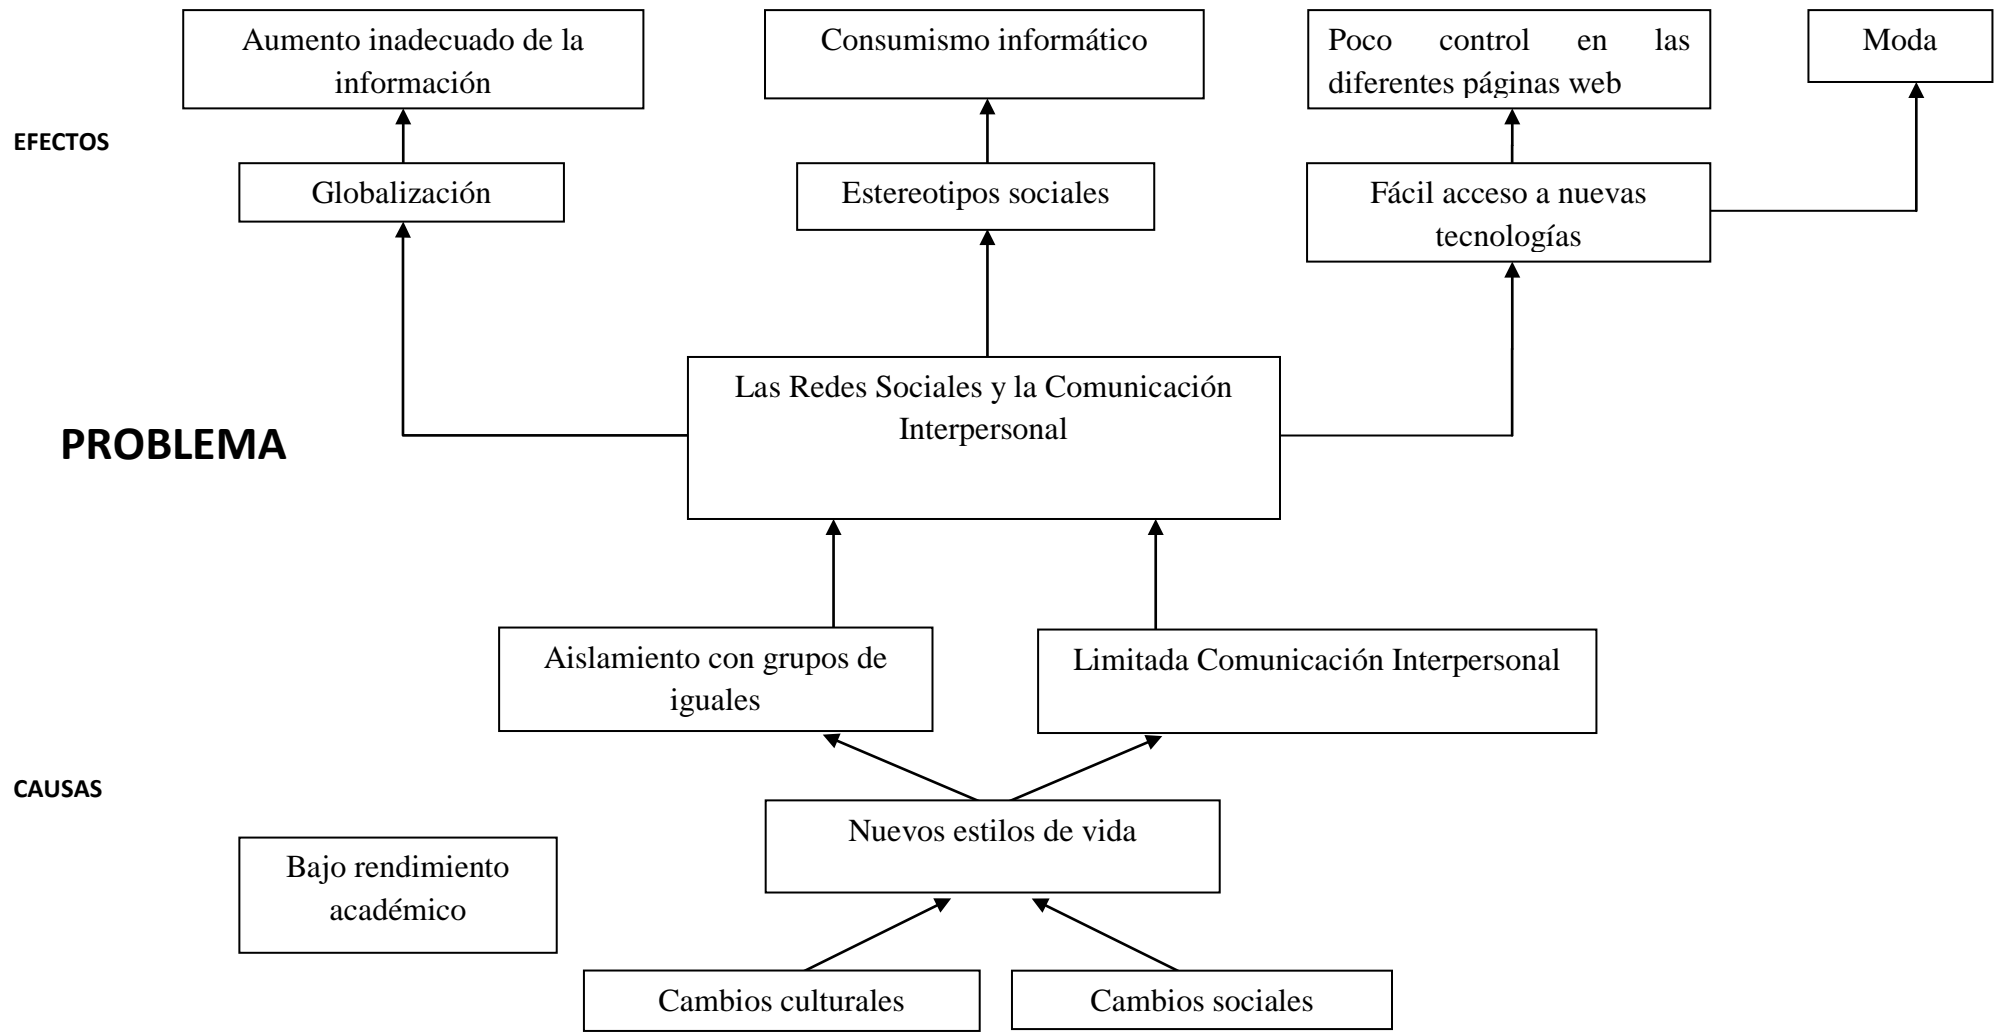 Aumento inadecuado de la
información
Consumismo informático
Poco control en las
diferentes páginas web
Moda
EFECTOS
Globalización
Estereotipos sociales
Fácil acceso a nuevas
tecnologías
Las Redes Sociales y la Comunicación
Interpersonal
PROBLEMA
Aislamiento con grupos de
iguales
Limitada Comunicación Interpersonal
CAUSAS
Nuevos estilos de vida
Bajo rendimiento
académico
Cambios culturales
Cambios sociales